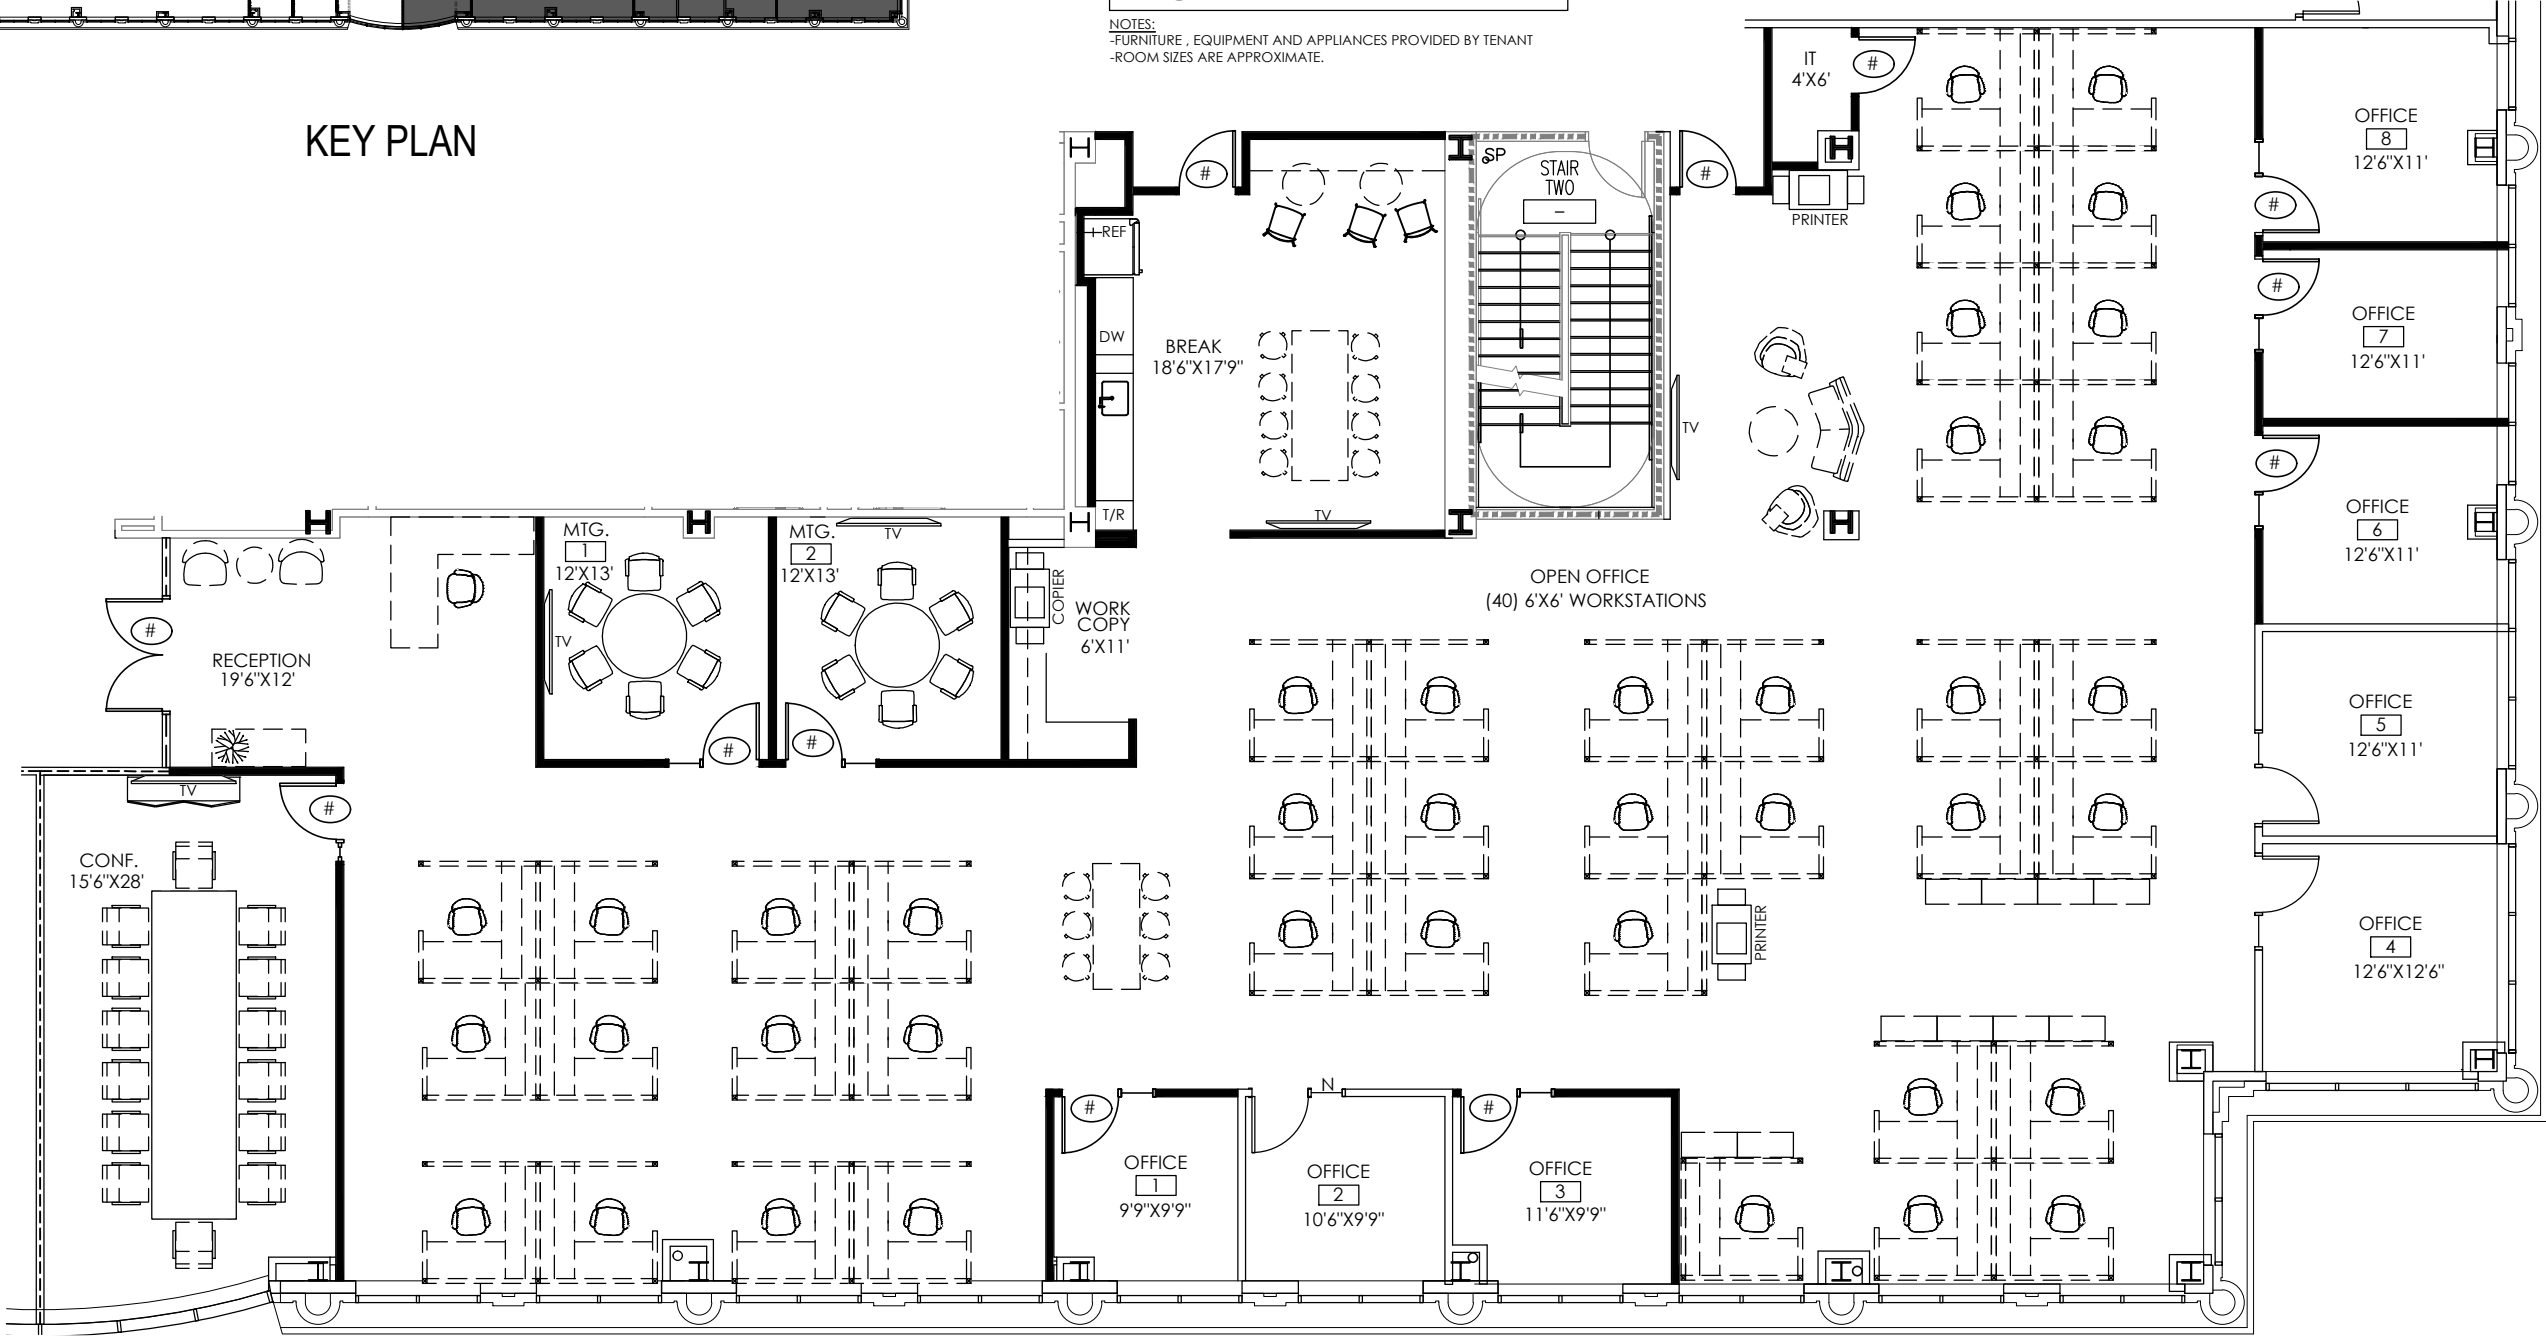 NOTES:
-FURNITURE , EQUIPMENT AND APPLIANCES PROVIDED BY TENANT
-ROOM SIZES ARE APPROXIMATE.
KEY PLAN
IT
4'X6'
#
OFFICE
8
12'6"X11'
#
#
SP
STAIR
TWO
-
#
PRINTER
REF
#
OFFICE
7
12'6"X11'
DW
BREAK
18'6"X17'9"
TV
#
T/R
TV
OFFICE
6
12'6"X11'
MTG.
1
12'X13'
TV
MTG.
2
12'X13'
TV
COPIER
WORK
COPY
6'X11'
OPEN OFFICE
(40) 6'X6' WORKSTATIONS
#
RECEPTION
19'6"X12'
#
#
OFFICE
5
12'6"X11'
TV
#
CONF.
15'6"X28'
PRINTER
OFFICE
4
12'6"X12'6"
N
#
OFFICE
1
9'9"X9'9"
OFFICE
2
10'6"X9'9"
#
OFFICE
3
11'6"X9'9"